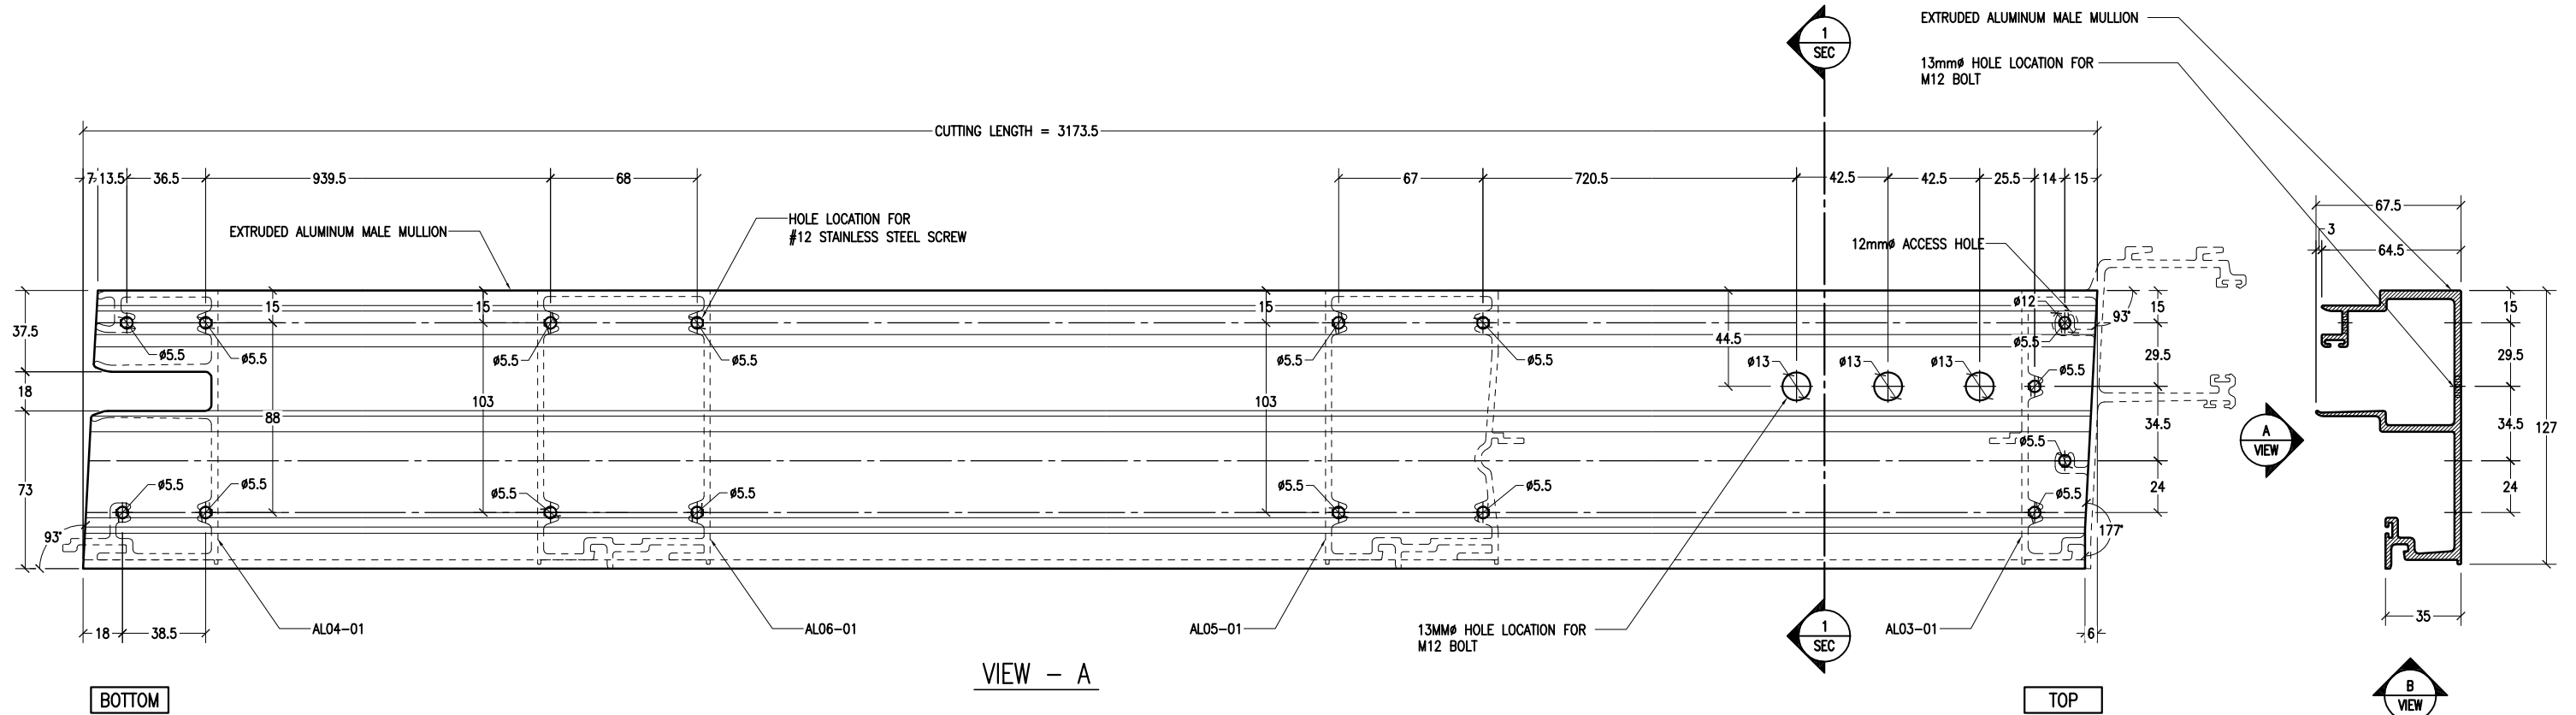 1
SEC
EXTRUDED ALUMINUM MALE MULLION
13mmø HOLE LOCATION FOR
M12 BOLT
CUTTING LENGTH = 3173.5
7 13.5 36.5 939.5 68 67 720.5 42.5 42.5 25.5 14 15
67.5
3
64.5
EXTRUDED ALUMINUM MALE MULLION
HOLE LOCATION FOR
#12 STAINLESS STEEL SCREW
12mmø ACCESS HOLE
37.5
18
73
15
88
15
103
15
103
44.5
ø5.5
ø5.5
ø5.5
ø5.5
ø5.5
ø5.5
ø13
ø13
ø13
ø12
ø5.5
ø5.5
ø5.5
ø5.5
ø5.5
ø5.5
ø5.5
ø5.5
ø5.5
ø5.5
93°
93°
177°
15
29.5
34.5
24
15
29.5
34.5
24
127
35
A
VIEW
18 38.5
AL04-01
AL06-01
AL05-01
13MMø HOLE LOCATION FOR
M12 BOLT
1
SEC
AL03-01
6
VIEW - A
BOTTOM
TOP
B
VIEW